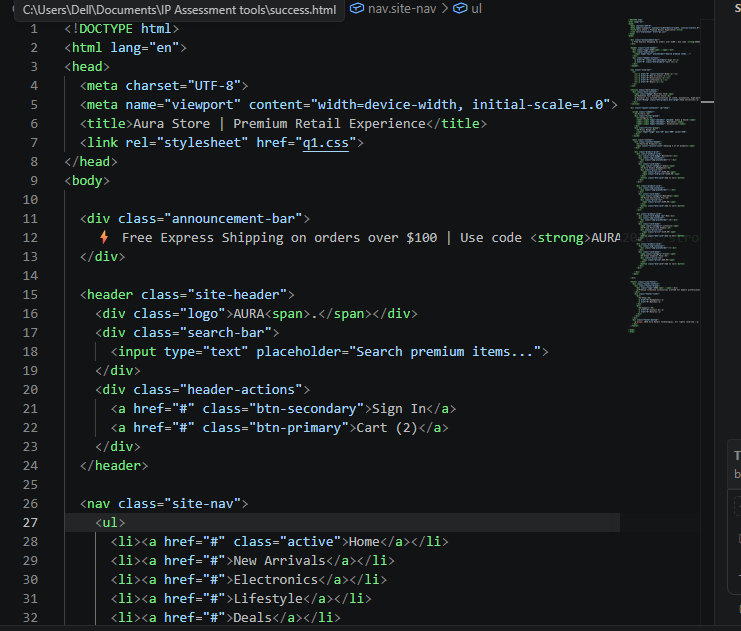 C:\Users\Dell\Documents\IP Assessment tools\success.html nav.site-nav > ul
1 <!DOCTYPE html>
2 <html lang="en">
3 <head>
4 <meta charset="UTF-8">
5 <meta name="viewport" content="width=device-width, initial-scale=1.0">
6 <title>Aura Store | Premium Retail Experience</title>
7 <link rel="stylesheet" href="q1.css">
8 </head>
9 <body>
10
11 <div class="announcement-bar">
12 ⚡ Free Express Shipping on orders over $100 | Use code <strong>AURA
13 </div>
14
15 <header class="site-header">
16 <div class="logo">AURA<span>.</span></div>
17 <div class="search-bar">
18 <input type="text" placeholder="Search premium items...">
19 </div>
20 <div class="header-actions">
21 <a href="#" class="btn-secondary">Sign In</a>
22 <a href="#" class="btn-primary">Cart (2)</a>
23 </div>
24 </header>
25
26 <nav class="site-nav">
27 <ul>
28 <li><a href="#" class="active">Home</a></li>
29 <li><a href="#">New Arrivals</a></li>
30 <li><a href="#">Electronics</a></li>
31 <li><a href="#">Lifestyle</a></li>
32 <li><a href="#">Deals</a></li>